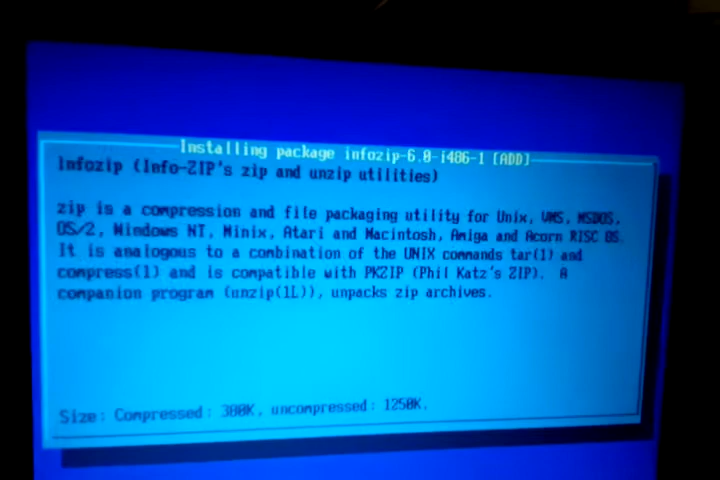 Installing package infozip-6.0-i486-1 [ADD]
infozip (Info-ZIP's zip and unzip utilities)
zip is a compression and file packaging utility for Unix, VMS, MSDOS,
OS/2, Windows NT, Minix, Atari and Macintosh, Amiga and Acorn RISC OS.
It is analogous to a combination of the UNIX commands tar(1) and
compress(1) and is compatible with PKZIP (Phil Katz's ZIP). A
companion program (unzip(1L)), unpacks zip archives.
Size: Compressed: 380K, uncompressed: 1250K.